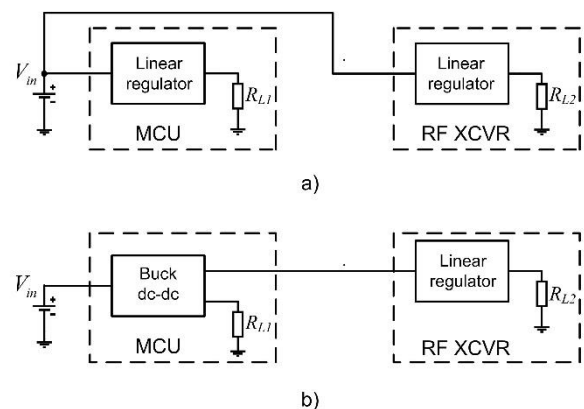 V_in
+
-
Linear
regulator
R_L1
MCU
Linear
regulator
R_L2
RF XCVR
a)
V_in
+
-
Buck
dc-dc
R_L1
MCU
Linear
regulator
R_L2
RF XCVR
b)